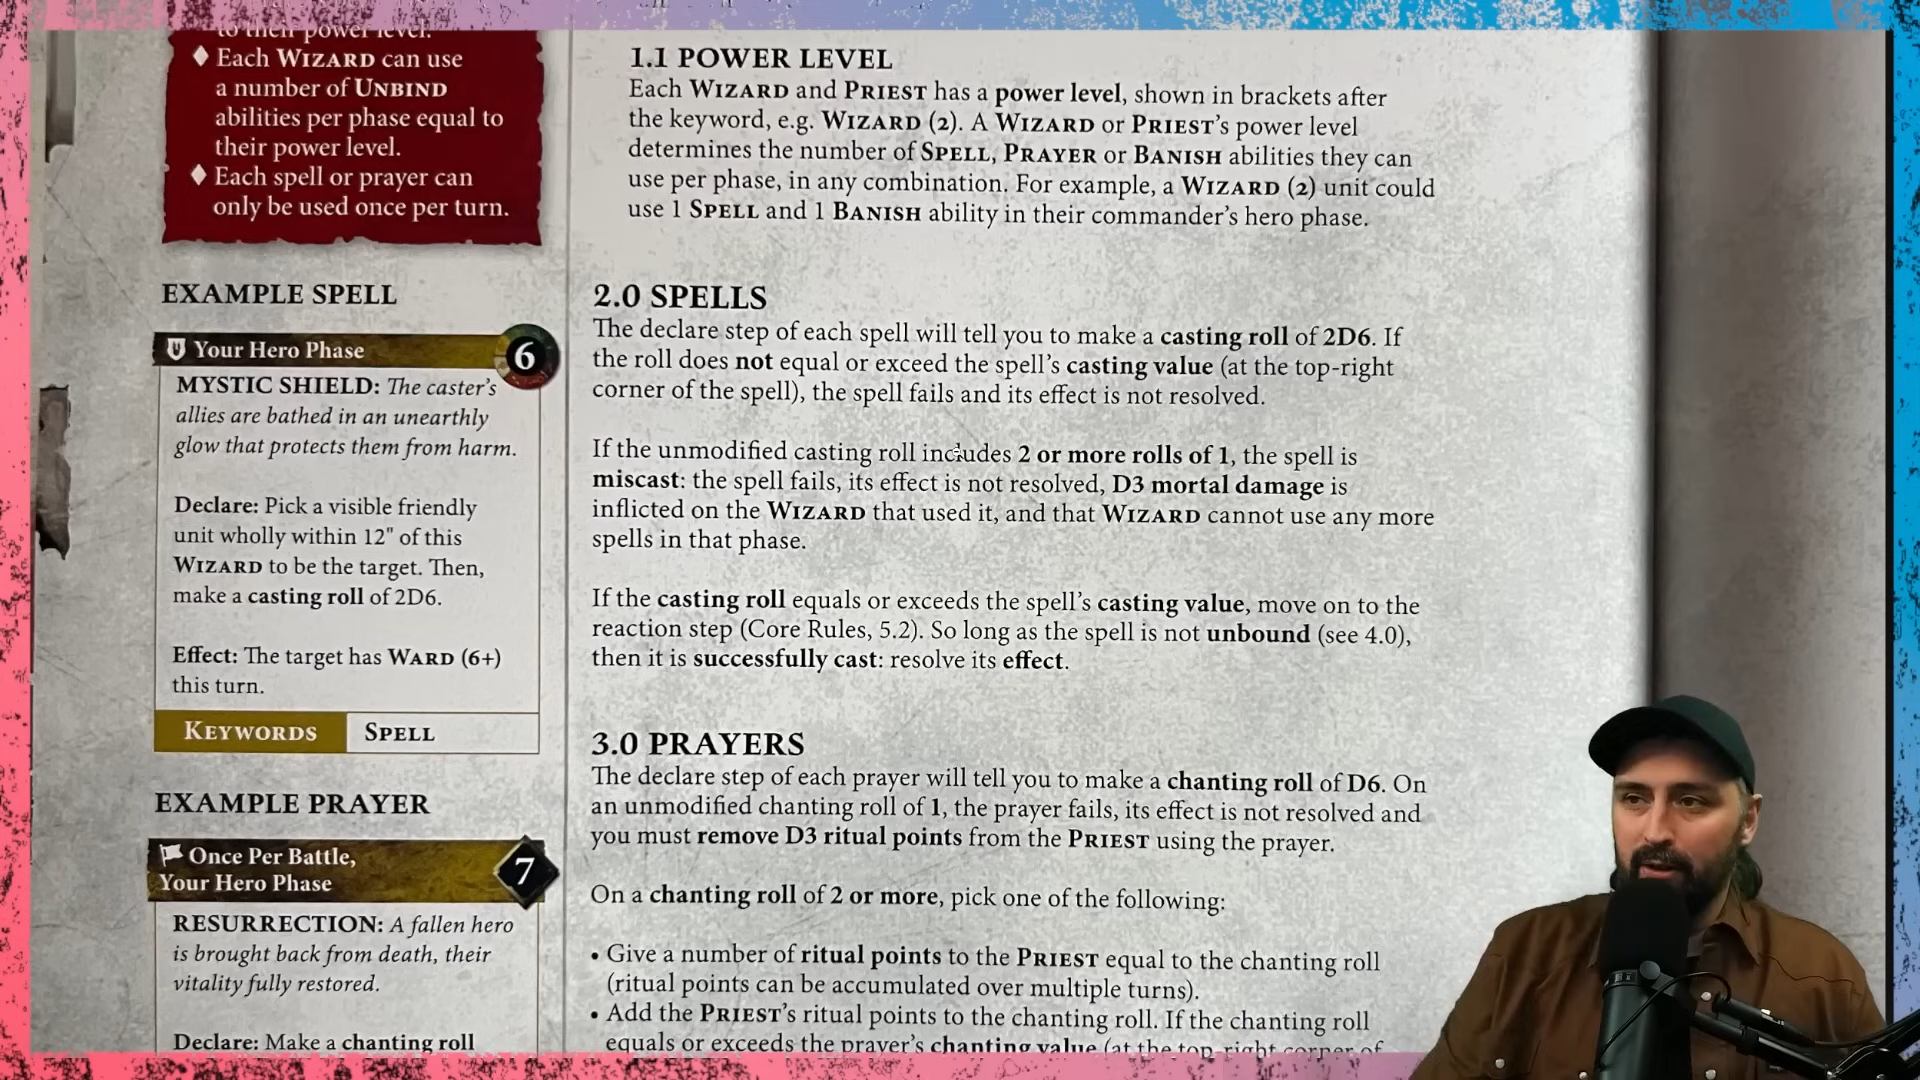 to their power level.
♦ Each WIZARD can use
a number of UNBIND
abilities per phase equal to
their power level.
♦ Each spell or prayer can
only be used once per turn.
EXAMPLE SPELL
Your Hero Phase
6
MYSTIC SHIELD: The caster's
allies are bathed in an unearthly
glow that protects them from harm.
Declare: Pick a visible friendly
unit wholly within 12" of this
WIZARD to be the target. Then,
make a casting roll of 2D6.
Effect: The target has WARD (6+)
this turn.
KEYWORDS SPELL
EXAMPLE PRAYER
Once Per Battle,
Your Hero Phase
7
RESURRECTION: A fallen hero
is brought back from death, their
vitality fully restored.
Declare: Make a chanting roll
1.1 POWER LEVEL
Each WIZARD and PRIEST has a power level, shown in brackets after
the keyword, e.g. WIZARD (2). A WIZARD or PRIEST's power level
determines the number of SPELL, PRAYER or BANISH abilities they can
use per phase, in any combination. For example, a WIZARD (2) unit could
use 1 SPELL and 1 BANISH ability in their commander's hero phase.
2.0 SPELLS
The declare step of each spell will tell you to make a casting roll of 2D6. If
the roll does not equal or exceed the spell's casting value (at the top-right
corner of the spell), the spell fails and its effect is not resolved.
If the unmodified casting roll includes 2 or more rolls of 1, the spell is
miscast: the spell fails, its effect is not resolved, D3 mortal damage is
inflicted on the WIZARD that used it, and that WIZARD cannot use any more
spells in that phase.
If the casting roll equals or exceeds the spell's casting value, move on to the
reaction step (Core Rules, 5.2). So long as the spell is not unbound (see 4.0),
then it is successfully cast: resolve its effect.
3.0 PRAYERS
The declare step of each prayer will tell you to make a chanting roll of D6. On
an unmodified chanting roll of 1, the prayer fails, its effect is not resolved and
you must remove D3 ritual points from the PRIEST using the prayer.
On a chanting roll of 2 or more, pick one of the following:
• Give a number of ritual points to the PRIEST equal to the chanting roll
(ritual points can be accumulated over multiple turns).
• Add the PRIEST's ritual points to the chanting roll. If the chanting roll
equals or exceeds the prayer's chanting value (at the top-right corner of